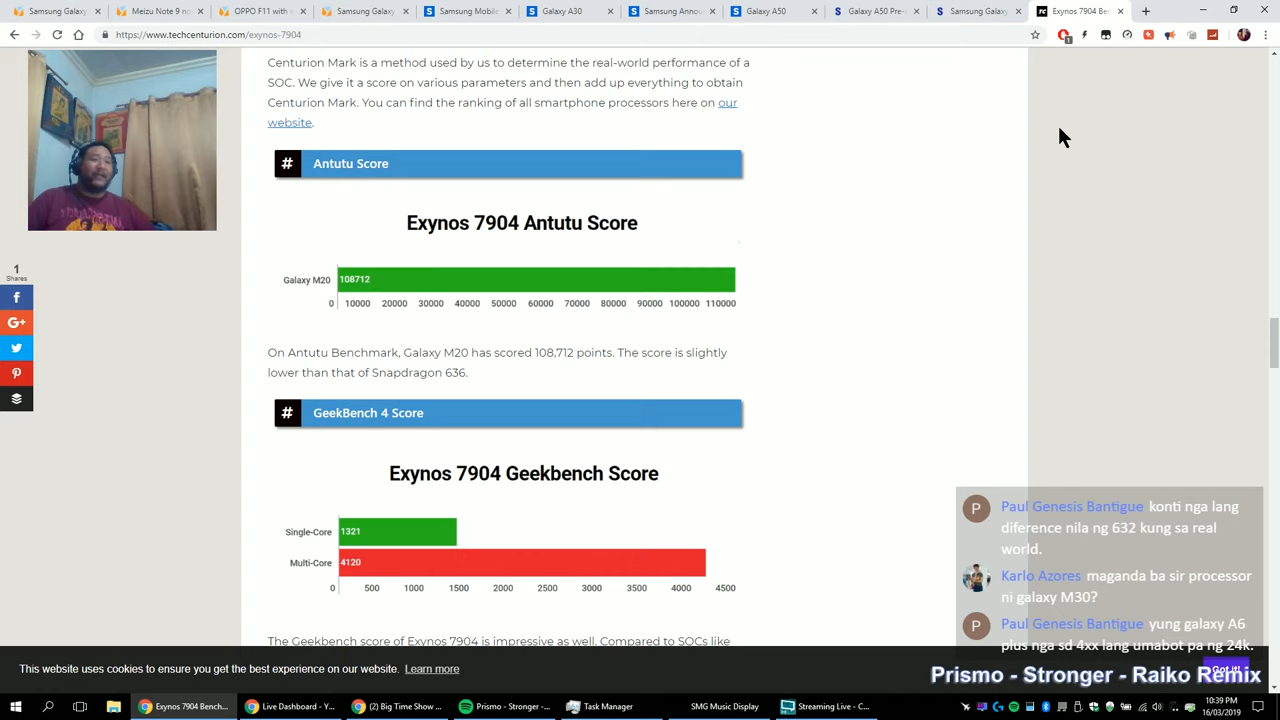 Samsung Galaxy
Meizu Note 9 no
OPPO F11 with
Samsung Galaxy
Samsung Mobile
Galaxy A30
Samsung Annou
Galaxy A50
Galaxy A50 Pre-
Samsung Galaxy
Exynos 7904 Ben
https://www.techcenturion.com/exynos-7904
Centurion Mark is a method used by us to determine the real-world performance of a
SOC. We give it a score on various parameters and then add up everything to obtain
Centurion Mark. You can find the ranking of all smartphone processors here on our
website.
# Antutu Score
Exynos 7904 Antutu Score
Galaxy M20 108712
0 10000 20000 30000 40000 50000 60000 70000 80000 90000 100000 110000
1
Shares
On Antutu Benchmark, Galaxy M20 has scored 108,712 points. The score is slightly
lower than that of Snapdragon 636.
# GeekBench 4 Score
Exynos 7904 Geekbench Score
Single-Core 1321
Multi-Core 4120
0 500 1000 1500 2000 2500 3000 3500 4000 4500
The Geekbench score of Exynos 7904 is impressive as well. Compared to SOCs like
P Paul Genesis Bantigue konti nga lang
diference nila ng 632 kung sa real
world.
Karlo Azores maganda ba sir processor
ni galaxy M30?
P Paul Genesis Bantigue yung galaxy A6
plus nga sd 4xx lang umabot pa ng 24k.
This website uses cookies to ensure you get the best experience on our website. Learn more
Got it!
Prismo - Stronger - Raiko Remix
Exynos 7904 Bench...
Live Dashboard - Y...
(2) Big Time Show ...
Prismo - Stronger - ...
Task Manager
SMG Music Display
Streaming Live - C...
10:39 PM
16/03/2019